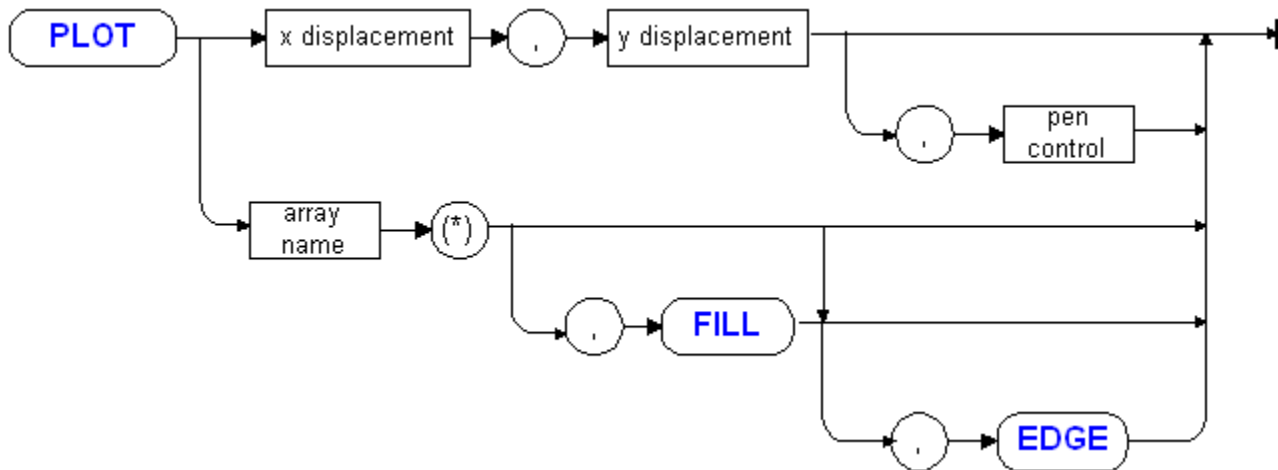 PLOT x displacement , y displacement
, pen
control
array
name (*)
, FILL
, EDGE